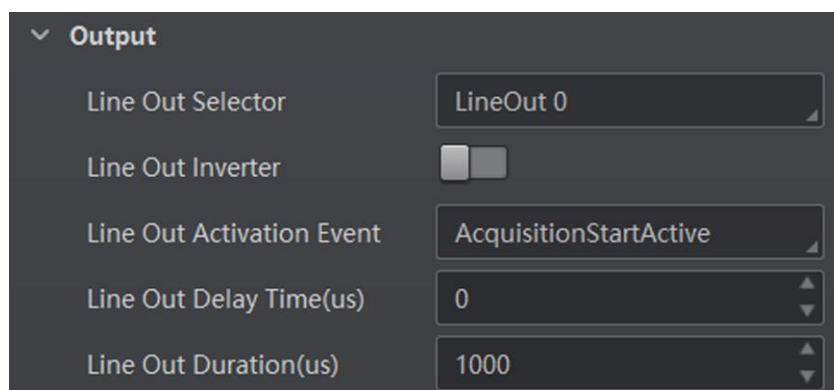 Output
Line Out Selector LineOut 0
Line Out Inverter
Line Out Activation Event AcquisitionStartActive
Line Out Delay Time(us) 0
Line Out Duration(us) 1000